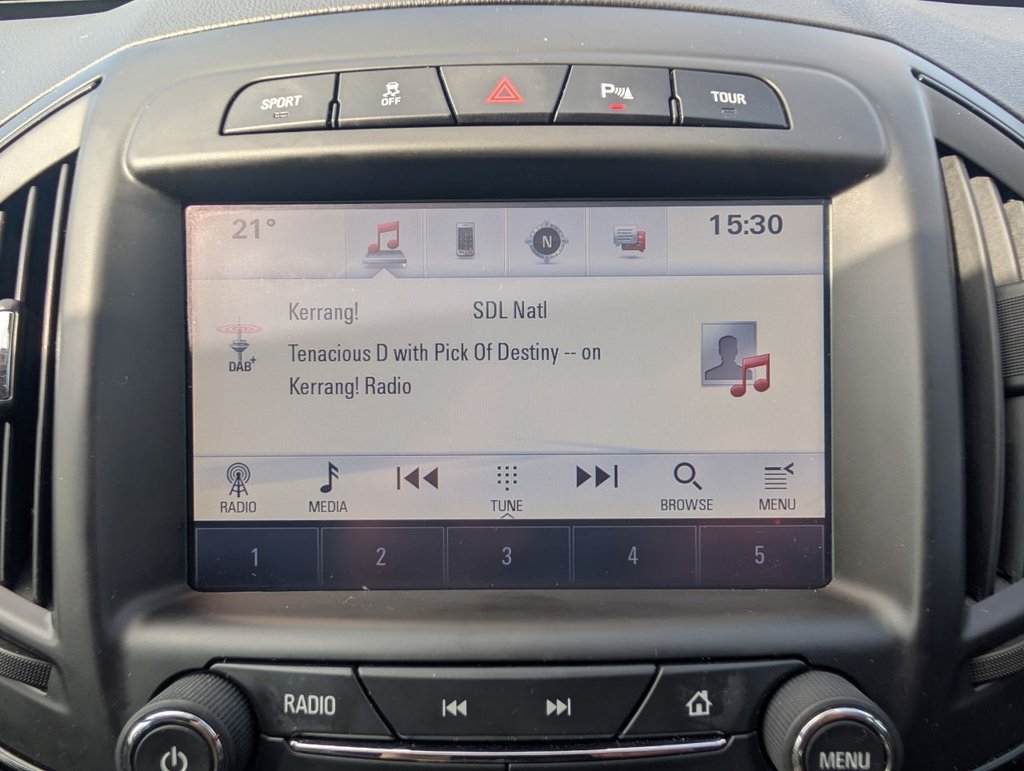 SPORT
OFF
P
TOUR
21°
N
15:30
Kerrang! SDL Natl
DAB+
Tenacious D with Pick Of Destiny -- on
Kerrang! Radio
RADIO
MEDIA
TUNE
BROWSE
MENU
1 2 3 4 5
RADIO
MENU